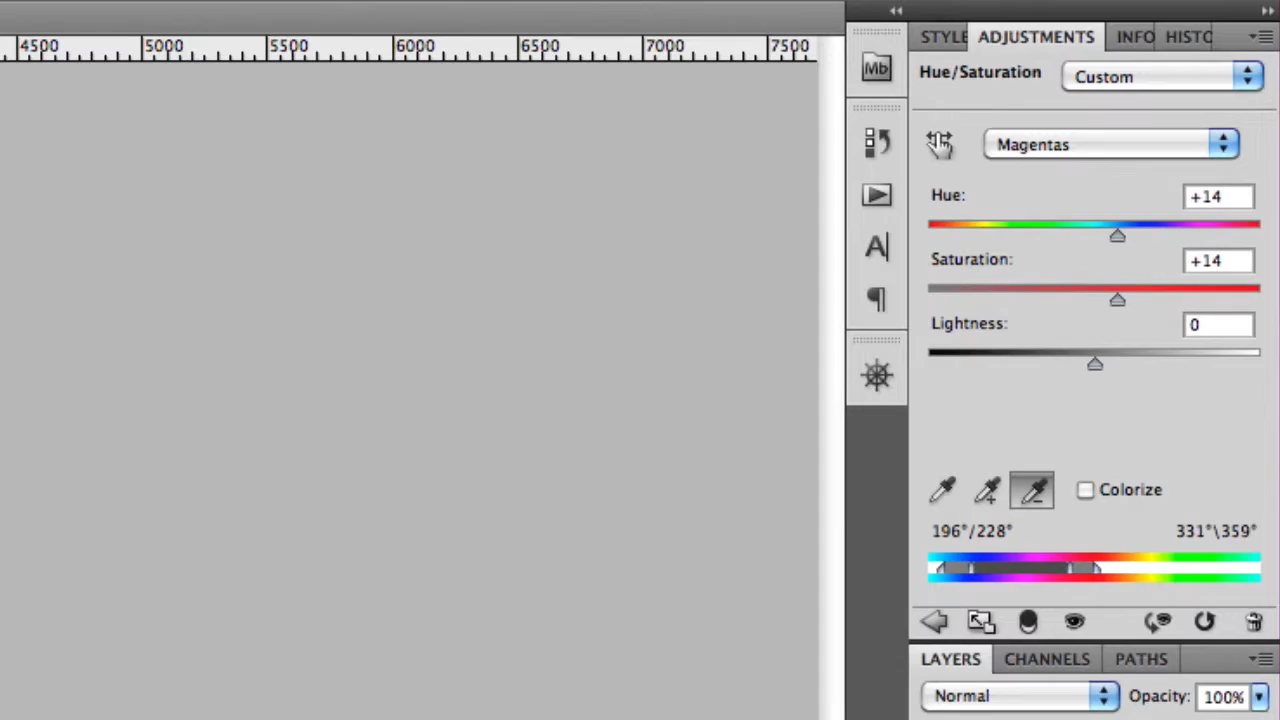 4500 5000 5500 6000 6500 7000 7500
Mb
A
¶
STYLE ADJUSTMENTS INFO HISTO
Hue/Saturation Custom
Magentas
Hue: +14
Saturation: +14
Lightness: 0
Colorize
196°/228° 331°\359°
LAYERS CHANNELS PATHS
Normal Opacity: 100%